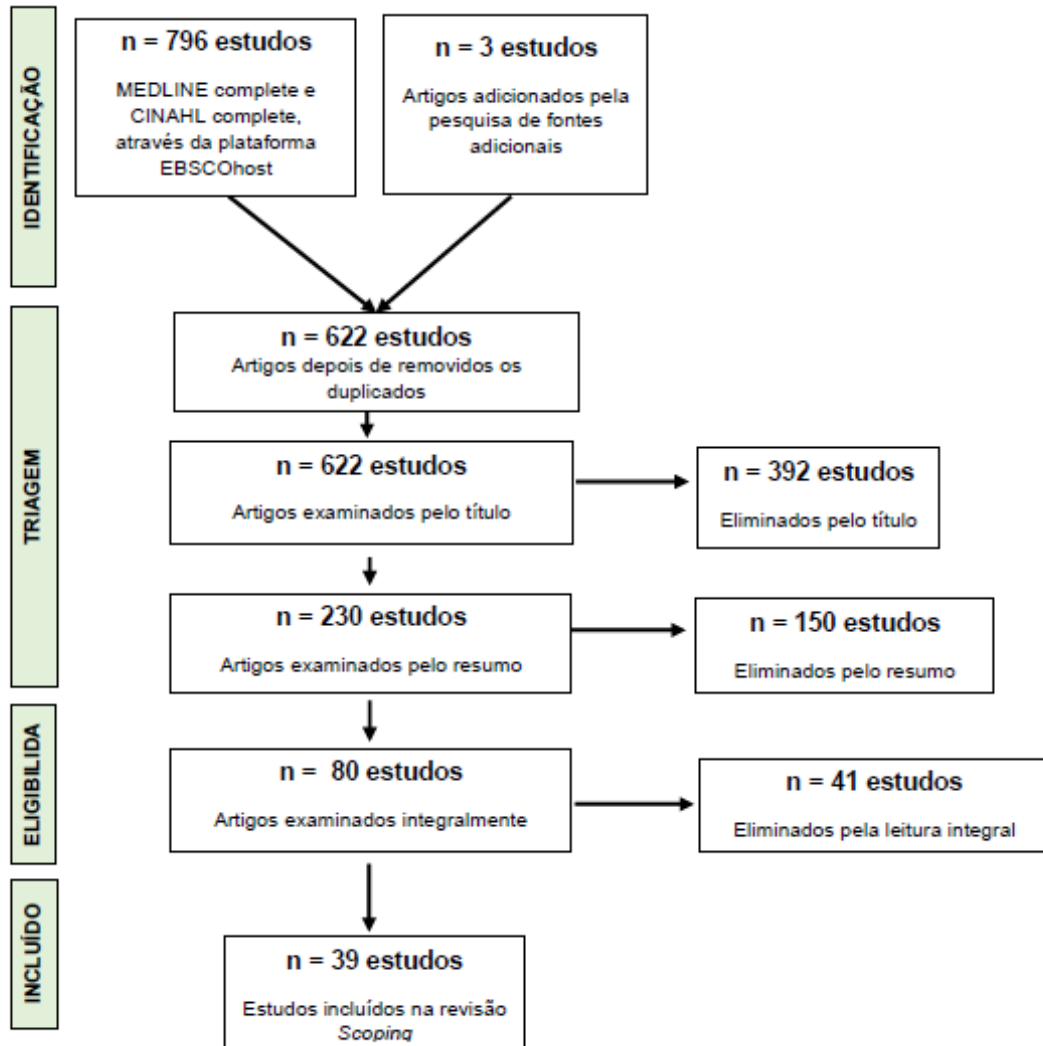 IDENTIFICAÇÃO
n = 796 estudos
MEDLINE complete e
CINAHL complete,
através da plataforma
EBSCOhost
n = 3 estudos
Artigos adicionados pela
pesquisa de fontes
adicionais
TRIAGEM
n = 622 estudos
Artigos depois de removidos os
duplicados
n = 622 estudos
Artigos examinados pelo título
n = 392 estudos
Eliminados pelo título
n = 230 estudos
Artigos examinados pelo resumo
n = 150 estudos
Eliminados pelo resumo
ELIGIBILIDA
n = 80 estudos
Artigos examinados integralmente
n = 41 estudos
Eliminados pela leitura integral
INCLUÍDO
n = 39 estudos
Estudos incluídos na revisão
Scoping